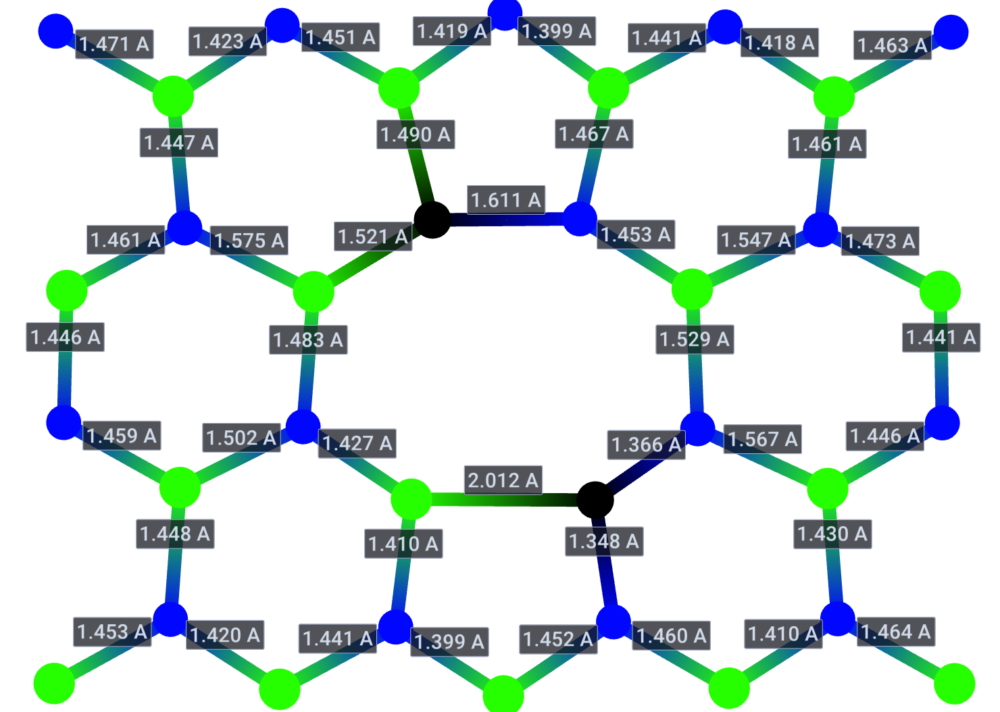 1.471 A
1.423 A
1.451 A
1.419 A
1.399 A
1.441 A
1.418 A
1.463 A
1.447 A
1.490 A
1.467 A
1.461 A
1.611 A
1.461 A
1.575 A
1.521 A
1.453 A
1.547 A
1.473 A
1.446 A
1.483 A
1.529 A
1.441 A
1.459 A
1.502 A
1.427 A
1.366 A
1.567 A
1.446 A
2.012 A
1.448 A
1.410 A
1.348 A
1.430 A
1.453 A
1.420 A
1.441 A
1.399 A
1.452 A
1.460 A
1.410 A
1.464 A